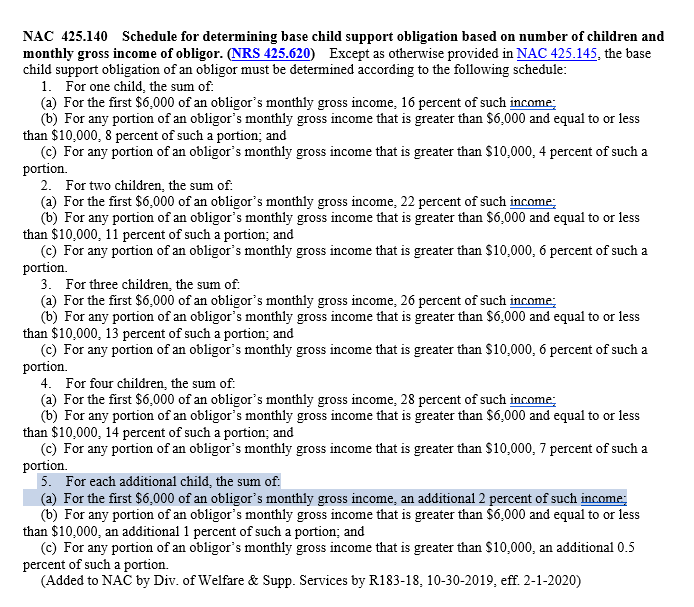 NAC 425.140 Schedule for determining base child support obligation based on number of children and
monthly gross income of obligor. (NRS 425.620) Except as otherwise provided in NAC 425.145, the base
child support obligation of an obligor must be determined according to the following schedule:
1. For one child, the sum of:
(a) For the first $6,000 of an obligor’s monthly gross income, 16 percent of such income;
(b) For any portion of an obligor’s monthly gross income that is greater than $6,000 and equal to or less
than $10,000, 8 percent of such a portion; and
(c) For any portion of an obligor’s monthly gross income that is greater than $10,000, 4 percent of such a
portion.
2. For two children, the sum of:
(a) For the first $6,000 of an obligor’s monthly gross income, 22 percent of such income;
(b) For any portion of an obligor’s monthly gross income that is greater than $6,000 and equal to or less
than $10,000, 11 percent of such a portion; and
(c) For any portion of an obligor’s monthly gross income that is greater than $10,000, 6 percent of such a
portion.
3. For three children, the sum of:
(a) For the first $6,000 of an obligor’s monthly gross income, 26 percent of such income;
(b) For any portion of an obligor’s monthly gross income that is greater than $6,000 and equal to or less
than $10,000, 13 percent of such a portion; and
(c) For any portion of an obligor’s monthly gross income that is greater than $10,000, 6 percent of such a
portion.
4. For four children, the sum of:
(a) For the first $6,000 of an obligor’s monthly gross income, 28 percent of such income;
(b) For any portion of an obligor’s monthly gross income that is greater than $6,000 and equal to or less
than $10,000, 14 percent of such a portion; and
(c) For any portion of an obligor’s monthly gross income that is greater than $10,000, 7 percent of such a
portion.
5. For each additional child, the sum of:
(a) For the first $6,000 of an obligor’s monthly gross income, an additional 2 percent of such income;
(b) For any portion of an obligor’s monthly gross income that is greater than $6,000 and equal to or less
than $10,000, an additional 1 percent of such a portion; and
(c) For any portion of an obligor’s monthly gross income that is greater than $10,000, an additional 0.5
percent of such a portion.
(Added to NAC by Div. of Welfare & Supp. Services by R183-18, 10-30-2019, eff. 2-1-2020)